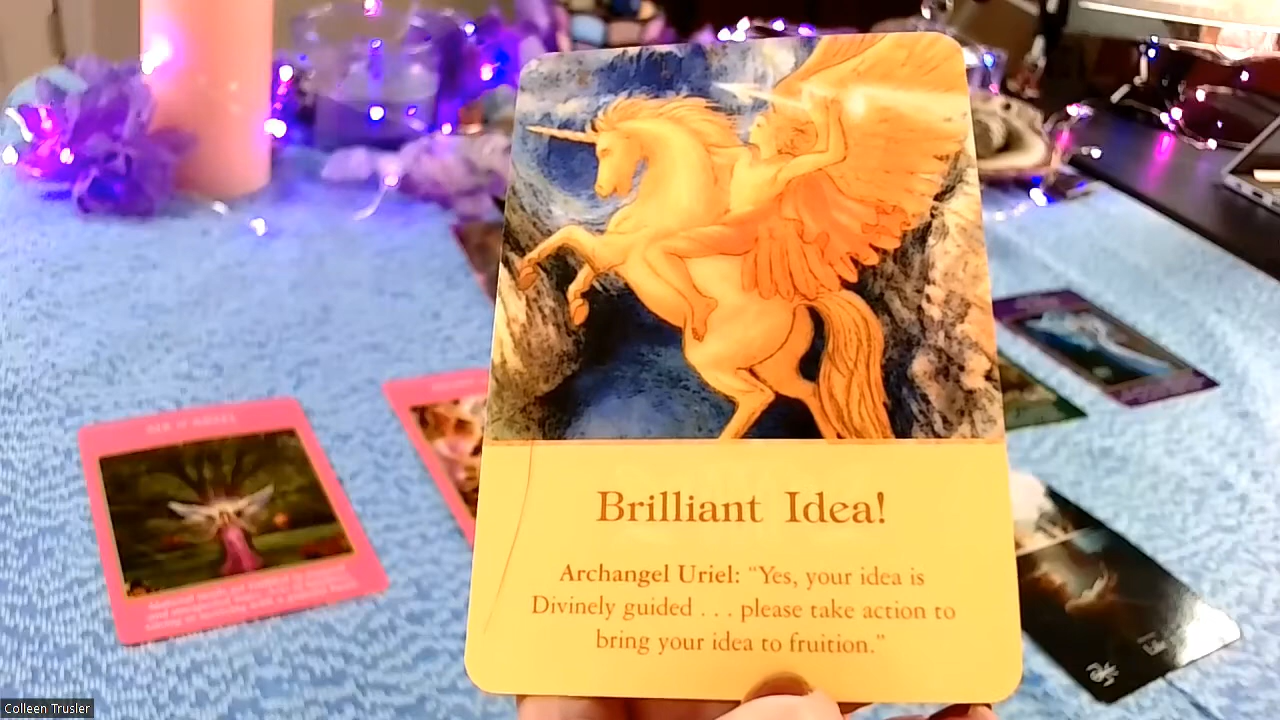 Brilliant Idea!
Archangel Uriel: “Yes, your idea is
Divinely guided . . . please take action to
bring your idea to fruition.”
Colleen Trusler